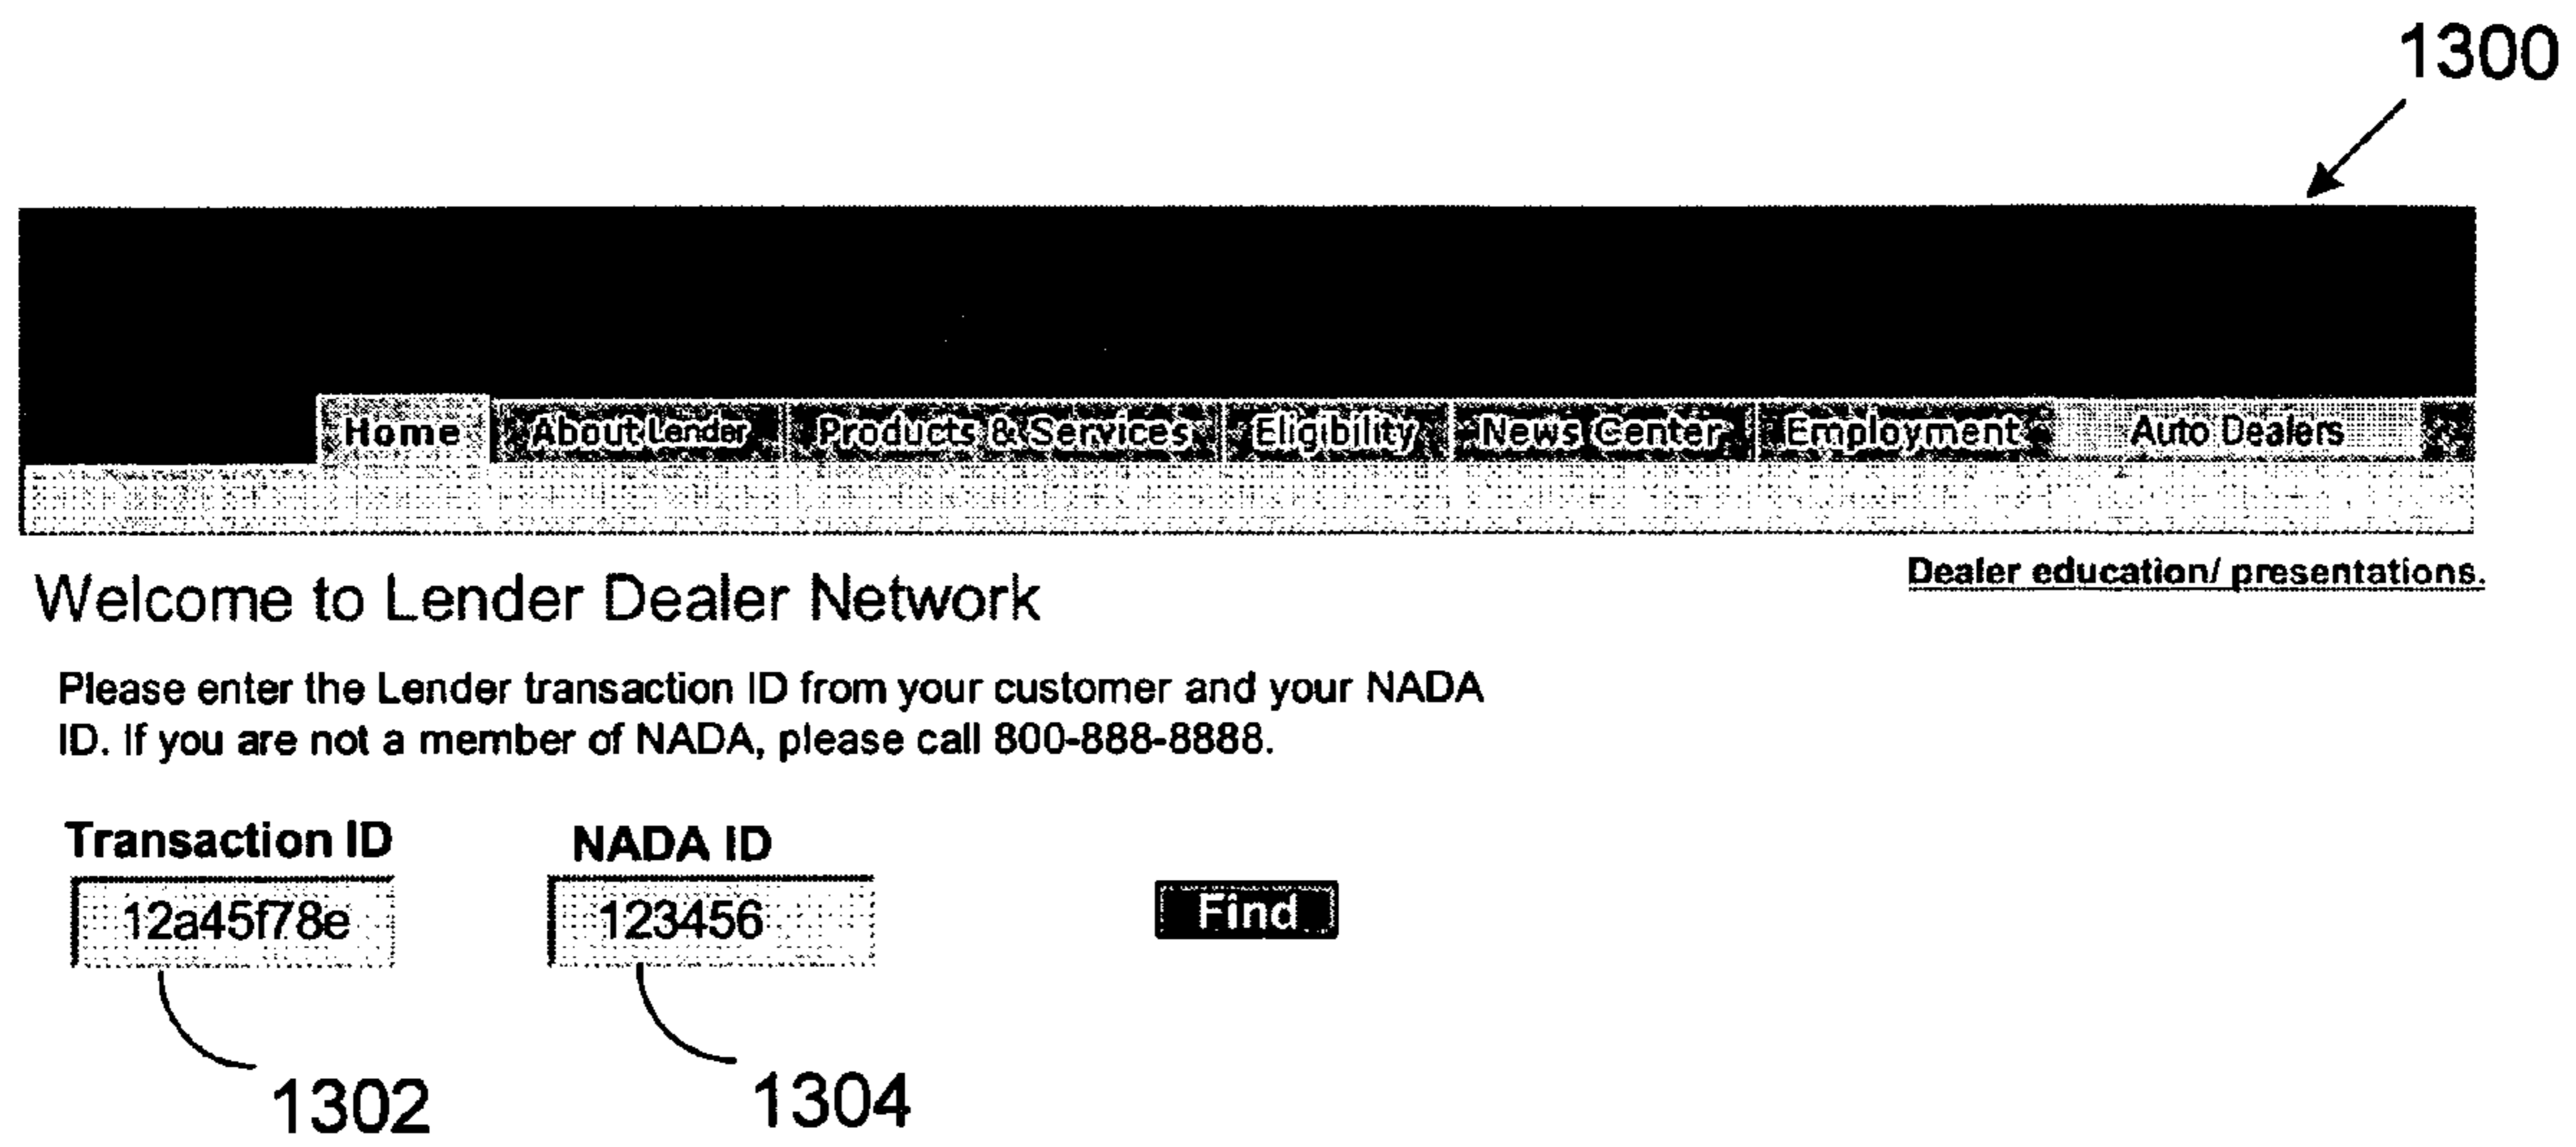 1300
Home About Lender Products & Services Eligibility News Center Employment Auto Dealers
Dealer education/ presentations.
Welcome to Lender Dealer Network
Please enter the Lender transaction ID from your customer and your NADA
ID. If you are not a member of NADA, please call 800-888-8888.
Transaction ID NADA ID
12a45f78e 123456 Find
1302 1304